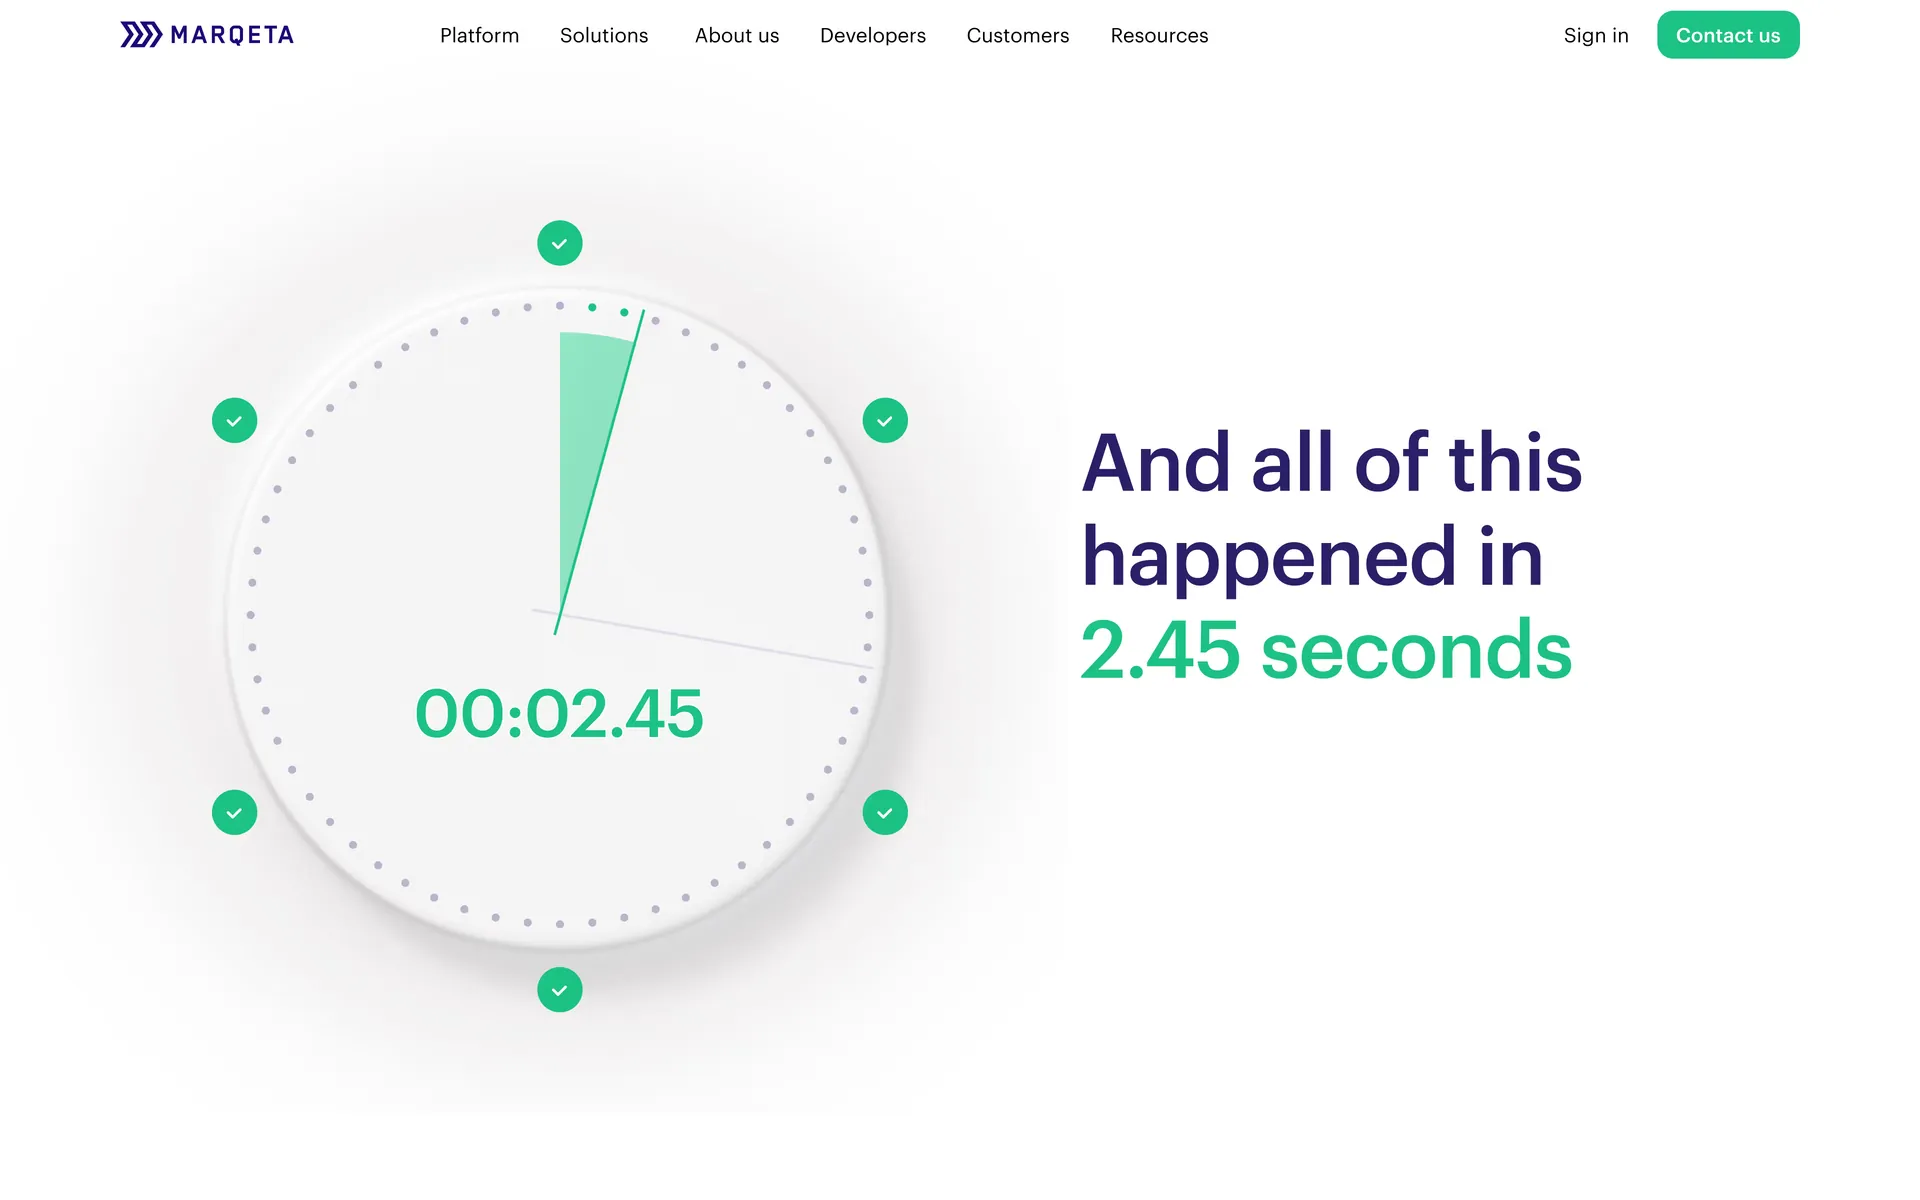 MARQETA
Platform
Solutions
About us
Developers
Customers
Resources
Sign in
Contact us
00:02.45
And all of this
happened in
2.45 seconds